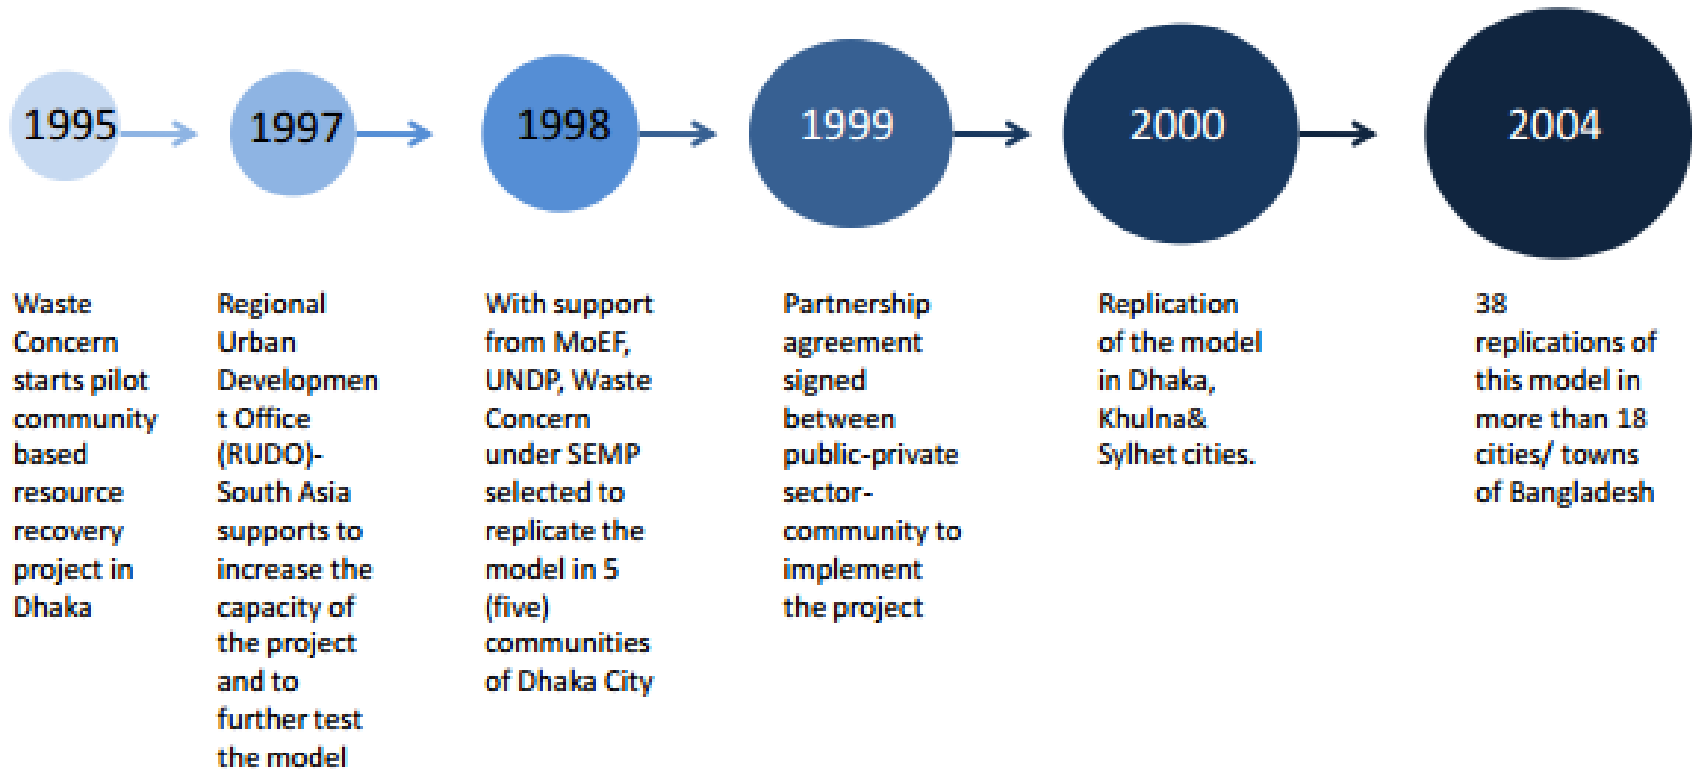 1995
1997
1998
1999
2000
2004
Waste
Concern
starts pilot
community
based
resource
recovery
project in
Dhaka
Regional
Urban
Developmen
t Office
(RUDO)-
South Asia
supports to
increase the
capacity of
the project
and to
further test
the model
With support
from MoEF,
UNDP, Waste
Concern
under SEMP
selected to
replicate the
model in 5
(five)
communities
of Dhaka City
Partnership
agreement
signed
between
public-private
sector-
community to
implement
the project
Replication
of the model
in Dhaka,
Khulna&
Sylhet cities.
38
replications of
this model in
more than 18
cities/ towns
of Bangladesh